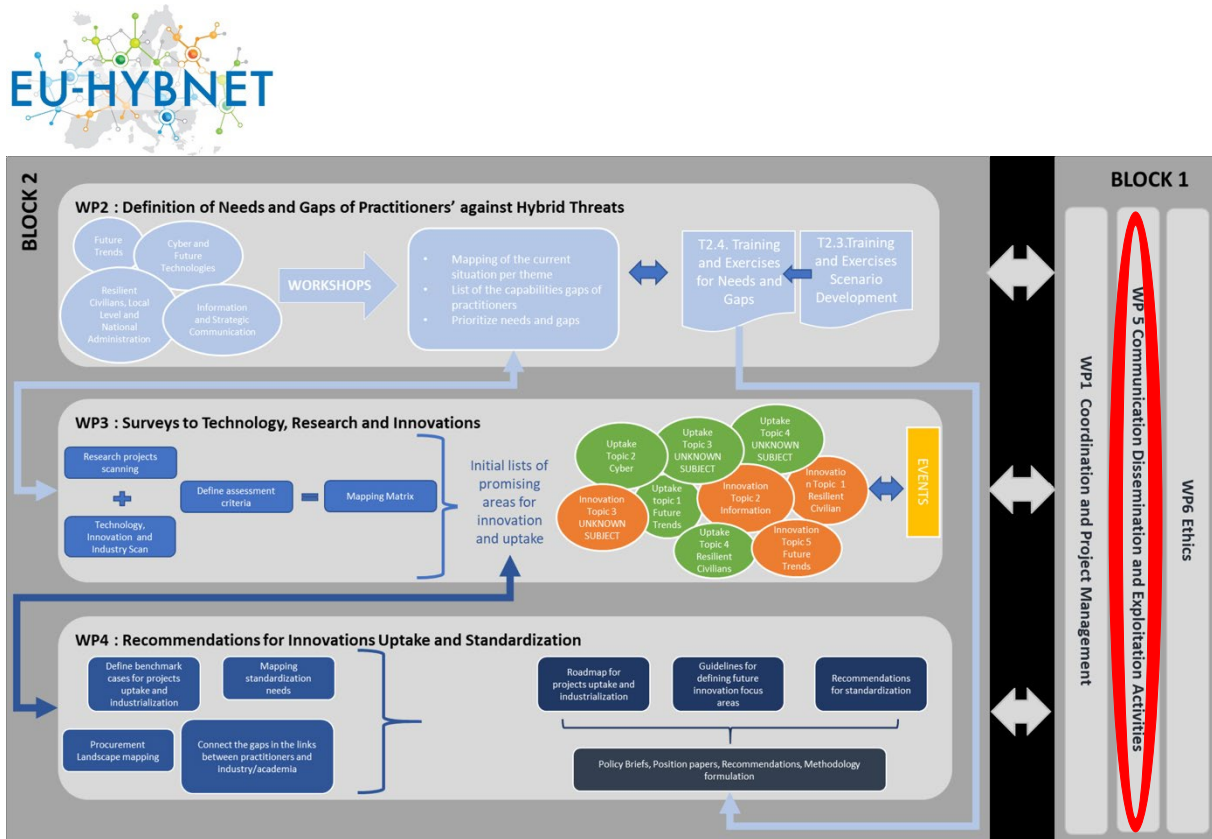 EU-HYBNET
BLOCK 2
WP2 : Definition of Needs and Gaps of Practitioners' against Hybrid Threats
Future
Trends
Cyber and
Future
Technologies
Resilient
Civilians, Local
Level and
National
Administration
Information
and Strategic
Communication
WORKSHOPS
• Mapping of the current
situation per theme
• List of the capabilities gaps of
practitioners
• Prioritize needs and gaps
T2.4. Training
and Exercises
for Needs and
Gaps
T2.3.Training
and Exercises
Scenario
Development
WP3 : Surveys to Technology, Research and Innovations
Research projects
scanning
Technology,
Innovation and
Industry Scan
Define assessment
criteria
Mapping Matrix
Initial lists of
promising
areas for
innovation
and uptake
Uptake
Topic 2
Cyber
Uptake
Topic 3
UNKNOWN
SUBJECT
Uptake
Topic 4
UNKNOWN
SUBJECT
Innovation
Topic 3
UNKNOWN
SUBJECT
Uptake
topic 1
Future
Trends
Innovation
Topic 2
Information
Innovatio
n Topic 1
Resilient
Civilian
Uptake
Topic 4
Resilient
Civilians
Innovation
Topic 5
Future
Trends
EVENTS
WP4 : Recommendations for Innovations Uptake and Standardization
Define benchmark
cases for projects
uptake and
industrialization
Mapping
standardization
needs
Procurement
Landscape mapping
Connect the gaps in the links
between practitioners and
industry/academia
Roadmap for
projects uptake and
industrialization
Guidelines for
defining future
innovation focus
areas
Recommendations
for standardization
Policy Briefs, Position papers, Recommendations, Methodology
formulation
BLOCK 1
WP1 Coordination and Project Management
WP 5 Communication Dissemination and Exploitation Activities
WP6 Ethics